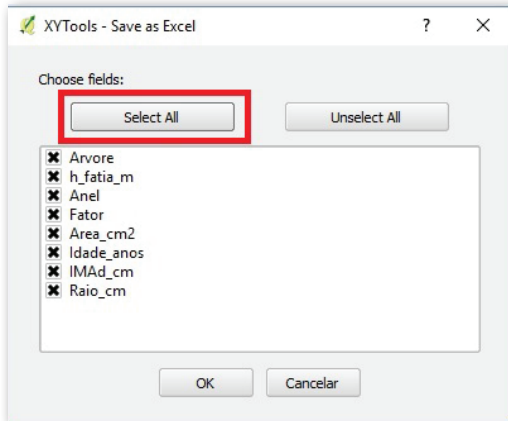 XYTools - Save as Excel ? ×
Choose fields:
Select All Unselect All
Arvore
h_fatia_m
Anel
Fator
Area_cm2
Idade_anos
IMAd_cm
Raio_cm
OK Cancelar